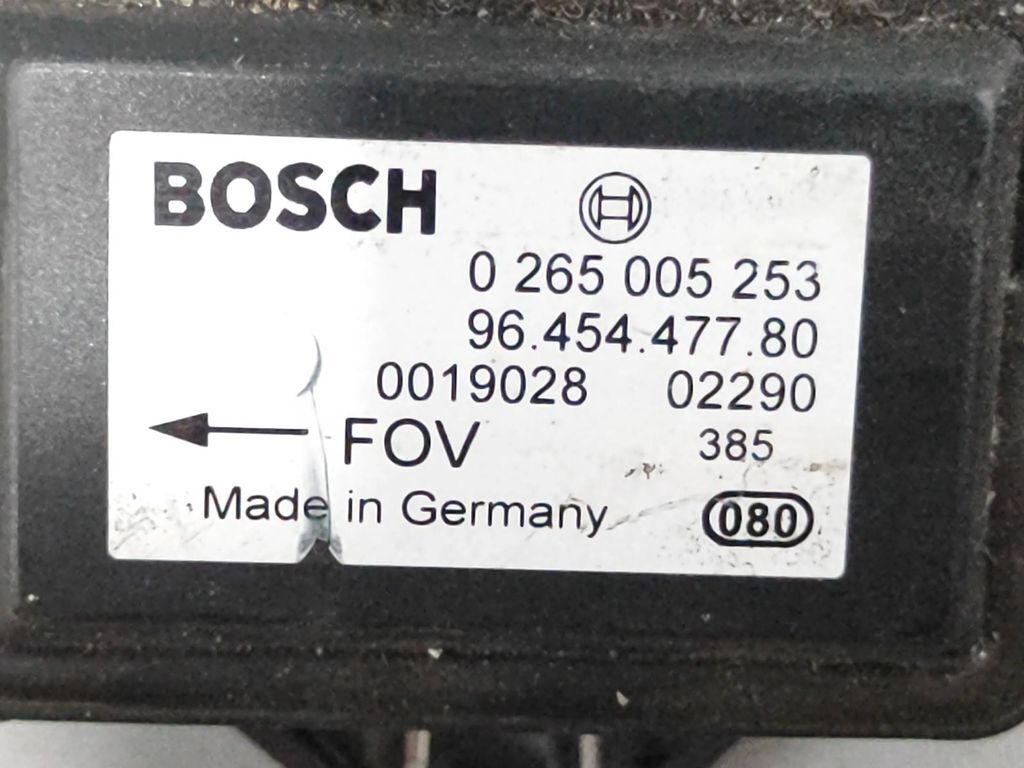 BOSCH
0 265 005 253
96.454.477.80
0019028 02290
FOV 385
Made in Germany 080